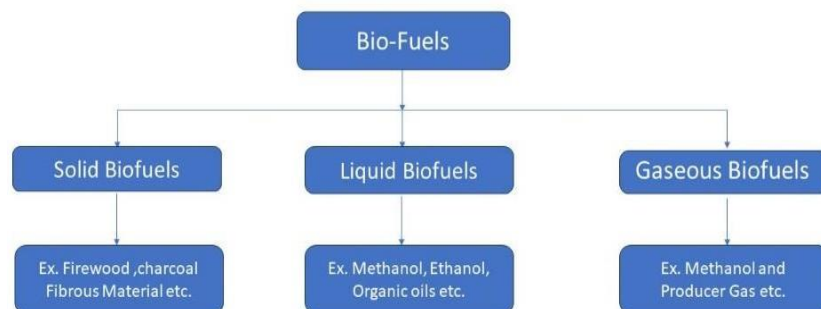 Bio-Fuels
Solid Biofuels
Liquid Biofuels
Gaseous Biofuels
Ex. Firewood ,charcoal
Fibrous Material etc.
Ex. Methanol, Ethanol,
Organic oils etc.
Ex. Methanol and
Producer Gas etc.